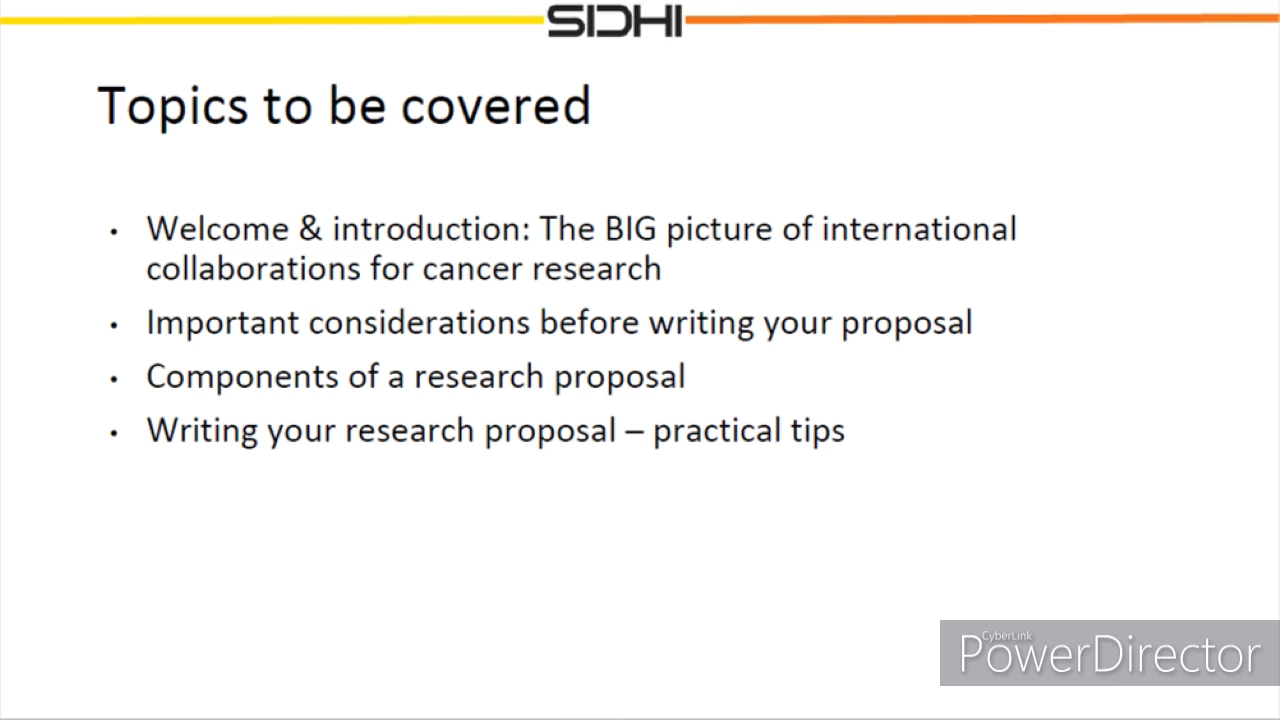 SIDHI
Topics to be covered
• Welcome & introduction: The BIG picture of international
collaborations for cancer research
• Important considerations before writing your proposal
• Components of a research proposal
• Writing your research proposal – practical tips
CyberLink
PowerDirector